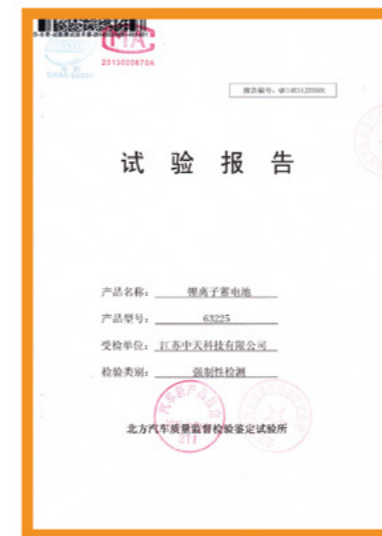 MA
2013000670A
试验报告
产品名称： 锂离子蓄电池
产品型号： 63225
受检单位： 江苏中天科技有限公司
检验类别： 强制性检测
北方汽车质量监督检验鉴定试验所